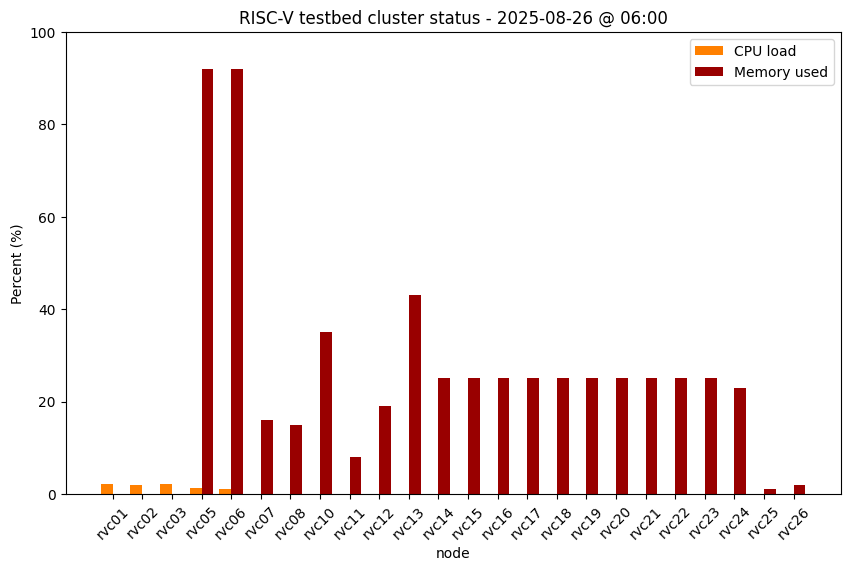 RISC-V testbed cluster status - 2025-08-26 @ 06:00
CPU load
Memory used
Percent (%)
100
80
60
40
20
0
rvc01 rvc02 rvc03 rvc05 rvc06 rvc07 rvc08 rvc10 rvc11 rvc12 rvc13 rvc14 rvc15 rvc16 rvc17 rvc18 rvc19 rvc20 rvc21 rvc22 rvc23 rvc24 rvc25 rvc26
node